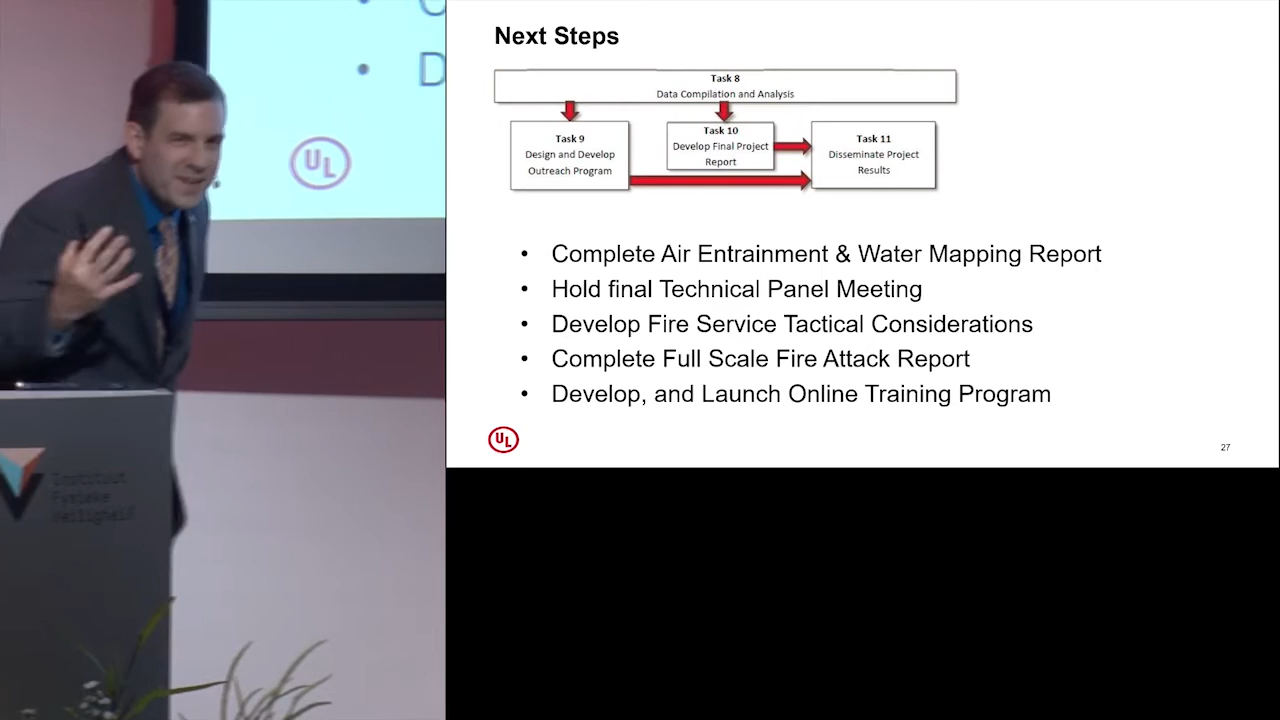 UL
Instituut
Fysieke
Veiligheid
Next Steps
Task 8
Data Compilation and Analysis
Task 9
Design and Develop
Outreach Program
Task 10
Develop Final Project
Report
Task 11
Disseminate Project
Results
• Complete Air Entrainment & Water Mapping Report
• Hold final Technical Panel Meeting
• Develop Fire Service Tactical Considerations
• Complete Full Scale Fire Attack Report
• Develop, and Launch Online Training Program
UL
27